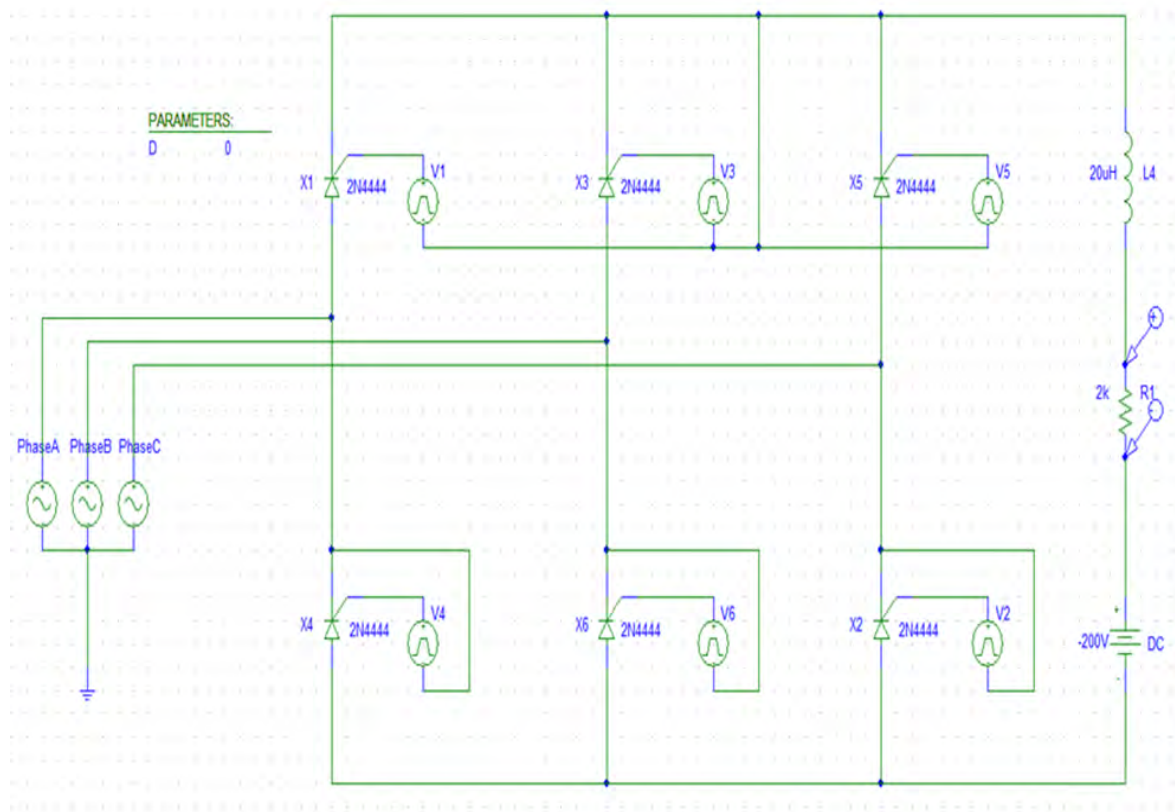 PARAMETERS:
D 0
X1 2N4444 V1
X3 2N4444 V3
X5 2N4444 V5
20uH L4
2k R1
PhaseA PhaseB PhaseC
X4 2N4444 V4
X6 2N4444 V6
X2 2N4444 V2
+
-200V DC
-